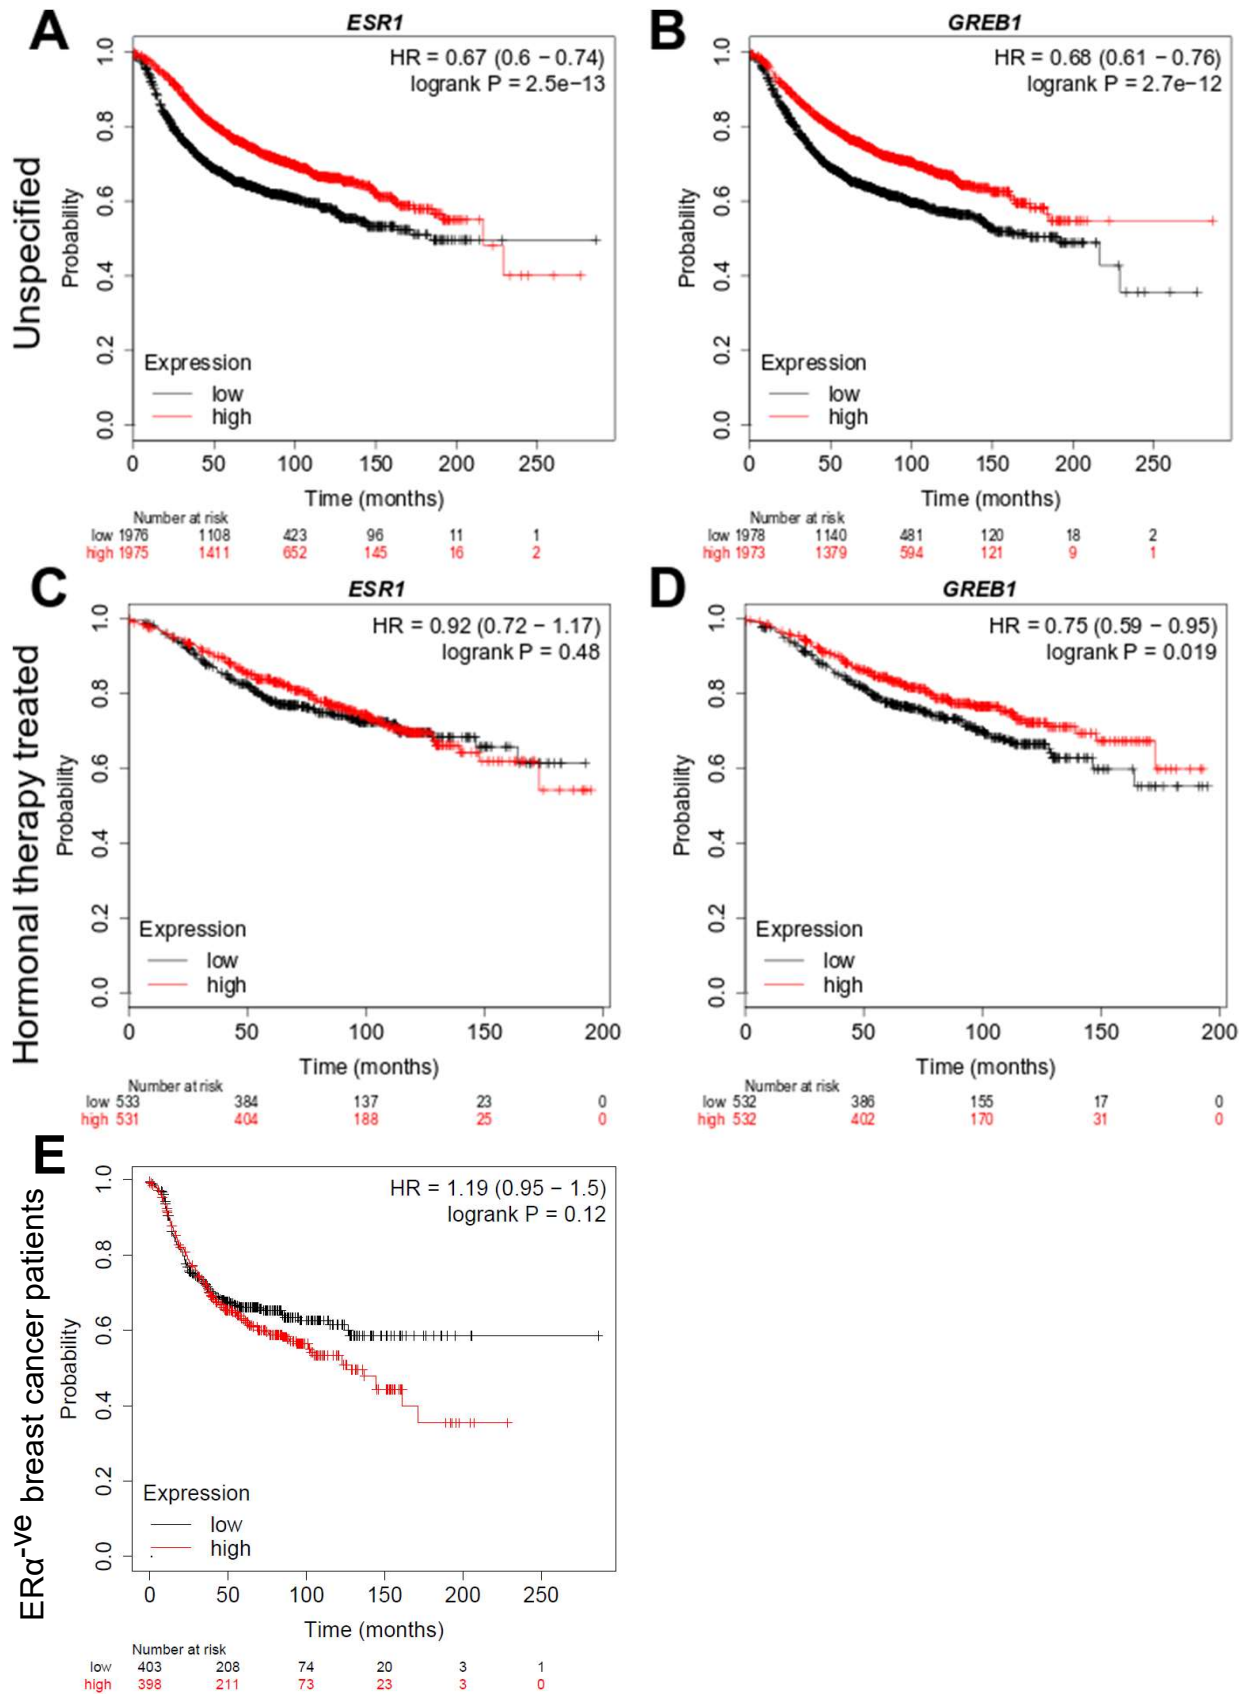 A
ESR1
HR = 0.67 (0.6 − 0.74)
logrank P = 2.5e−13
Unspecified
Probability
0.0 0.2 0.4 0.6 0.8 1.0
Expression
low
high
0 50 100 150 200 250
Time (months)
Number at risk
low 1976 1108 423 96 11 1
high 1975 1411 652 145 16 2
B
GREB1
HR = 0.68 (0.61 − 0.76)
logrank P = 2.7e−12
Probability
0.0 0.2 0.4 0.6 0.8 1.0
Expression
low
high
0 50 100 150 200 250
Time (months)
Number at risk
low 1978 1140 481 120 18 2
high 1973 1379 594 121 9 1
C
ESR1
HR = 0.92 (0.72 − 1.17)
logrank P = 0.48
Hormonal therapy treated
Probability
0.0 0.2 0.4 0.6 0.8 1.0
Expression
low
high
0 50 100 150 200
Time (months)
Number at risk
low 533 384 137 23 0
high 531 404 188 25 0
D
GREB1
HR = 0.75 (0.59 − 0.95)
logrank P = 0.019
Probability
0.0 0.2 0.4 0.6 0.8 1.0
Expression
low
high
0 50 100 150 200
Time (months)
Number at risk
low 532 386 155 17 0
high 532 402 170 31 0
E
HR = 1.19 (0.95 − 1.5)
logrank P = 0.12
ERα-ve breast cancer patients
Probability
0.0 0.2 0.4 0.6 0.8 1.0
Expression
low
high
0 50 100 150 200 250
Time (months)
Number at risk
low 403 208 74 20 3 1
high 398 211 73 23 3 0